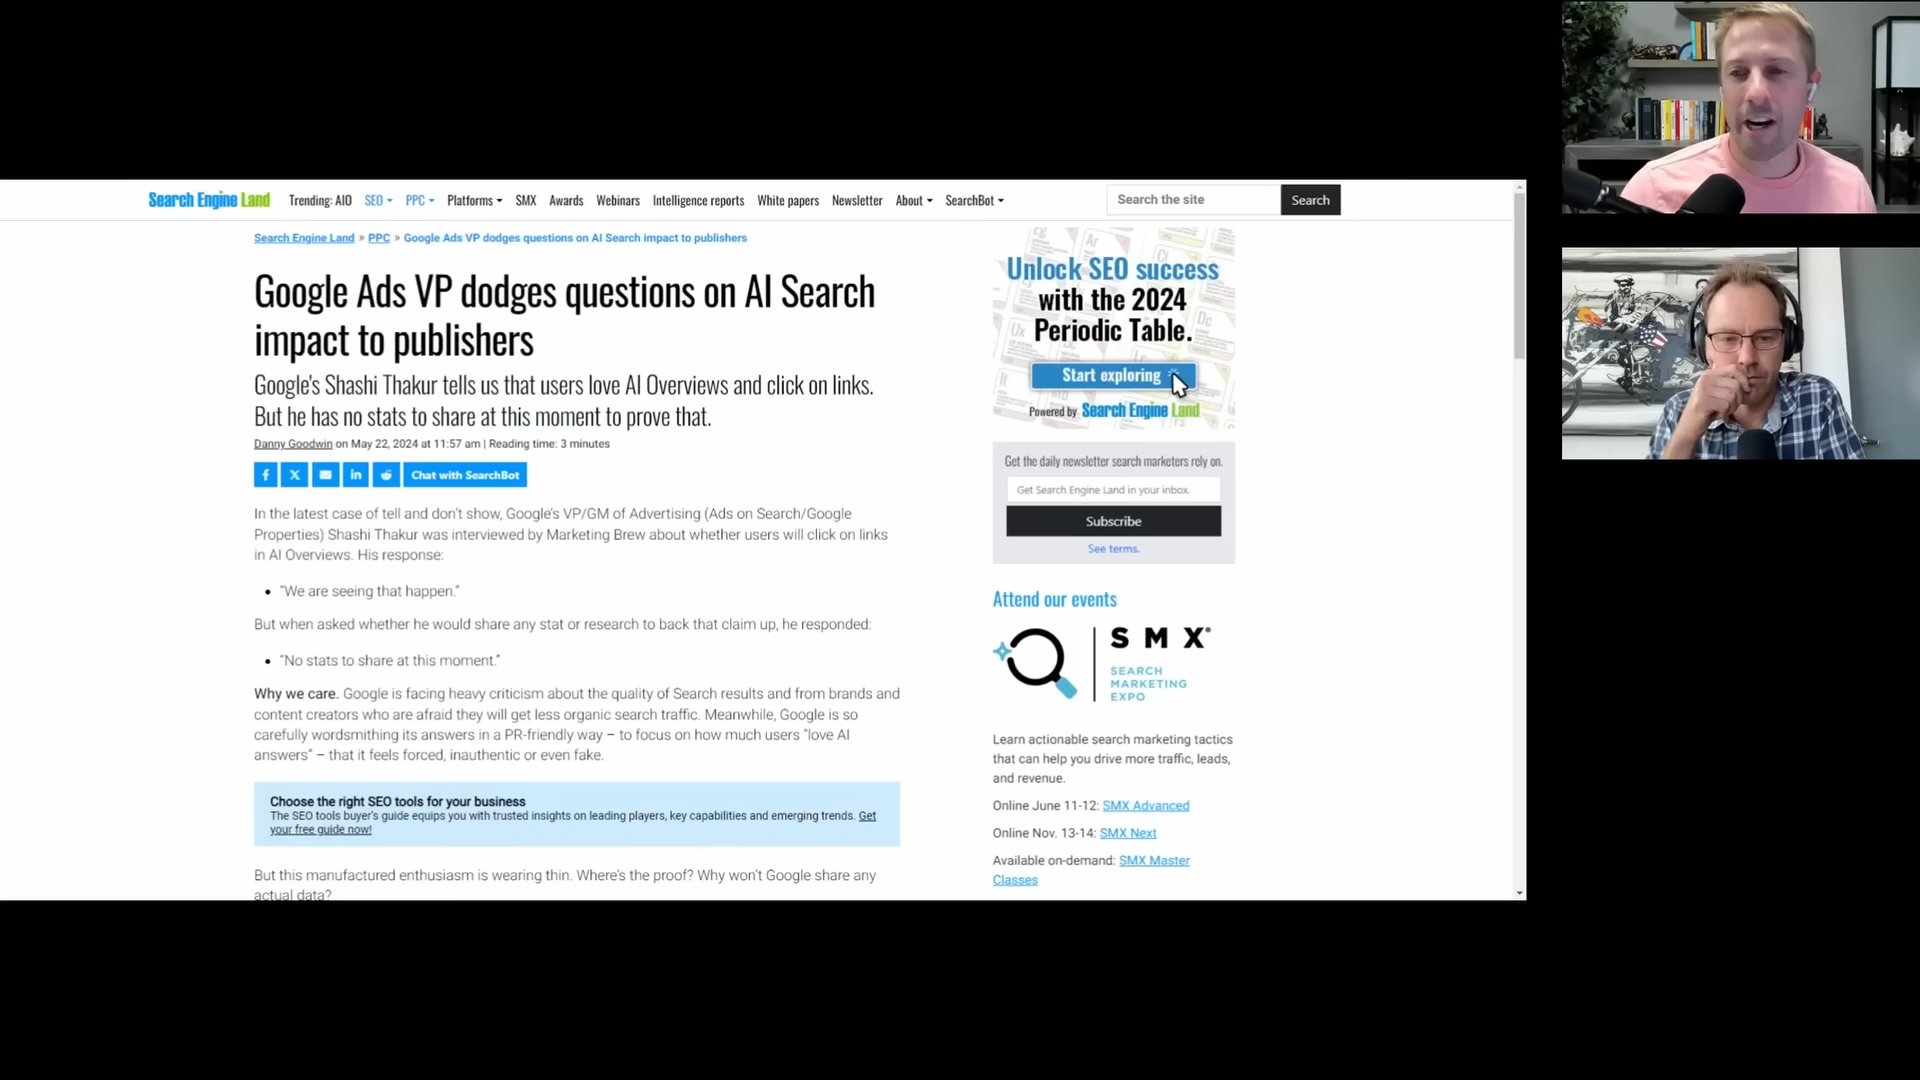 Search Engine Land
Trending: AIO SEO PPC Platforms SMX Awards Webinars Intelligence reports White papers Newsletter About SearchBot
Search the site
Search
Search Engine Land » PPC » Google Ads VP dodges questions on AI Search impact to publishers
Google Ads VP dodges questions on AI Search
impact to publishers
Google's Shashi Thakur tells us that users love AI Overviews and click on links.
But he has no stats to share at this moment to prove that.
Danny Goodwin on May 22, 2024 at 11:57 am | Reading time: 3 minutes
Chat with SearchBot
In the latest case of tell and don't show, Google's VP/GM of Advertising (Ads on Search/Google
Properties) Shashi Thakur was interviewed by Marketing Brew about whether users will click on links
in AI Overviews. His response:
• "We are seeing that happen."
But when asked whether he would share any stat or research to back that claim up, he responded:
• "No stats to share at this moment."
Why we care. Google is facing heavy criticism about the quality of Search results and from brands and
content creators who are afraid they will get less organic search traffic. Meanwhile, Google is so
carefully wordsmithing its answers in a PR-friendly way – to focus on how much users "love AI
answers" – that it feels forced, inauthentic or even fake.
Choose the right SEO tools for your business
The SEO tools buyer's guide equips you with trusted insights on leading players, key capabilities and emerging trends. Get
your free guide now!
But this manufactured enthusiasm is wearing thin. Where's the proof? Why won't Google share any
actual data?
Unlock SEO success
with the 2024
Periodic Table.
Start exploring
Powered by Search Engine Land
Get the daily newsletter search marketers rely on.
Get Search Engine Land in your inbox.
Subscribe
See terms.
Attend our events
SMX®
SEARCH
MARKETING
EXPO
Learn actionable search marketing tactics
that can help you drive more traffic, leads,
and revenue.
Online June 11-12: SMX Advanced
Online Nov. 13-14: SMX Next
Available on-demand: SMX Master
Classes